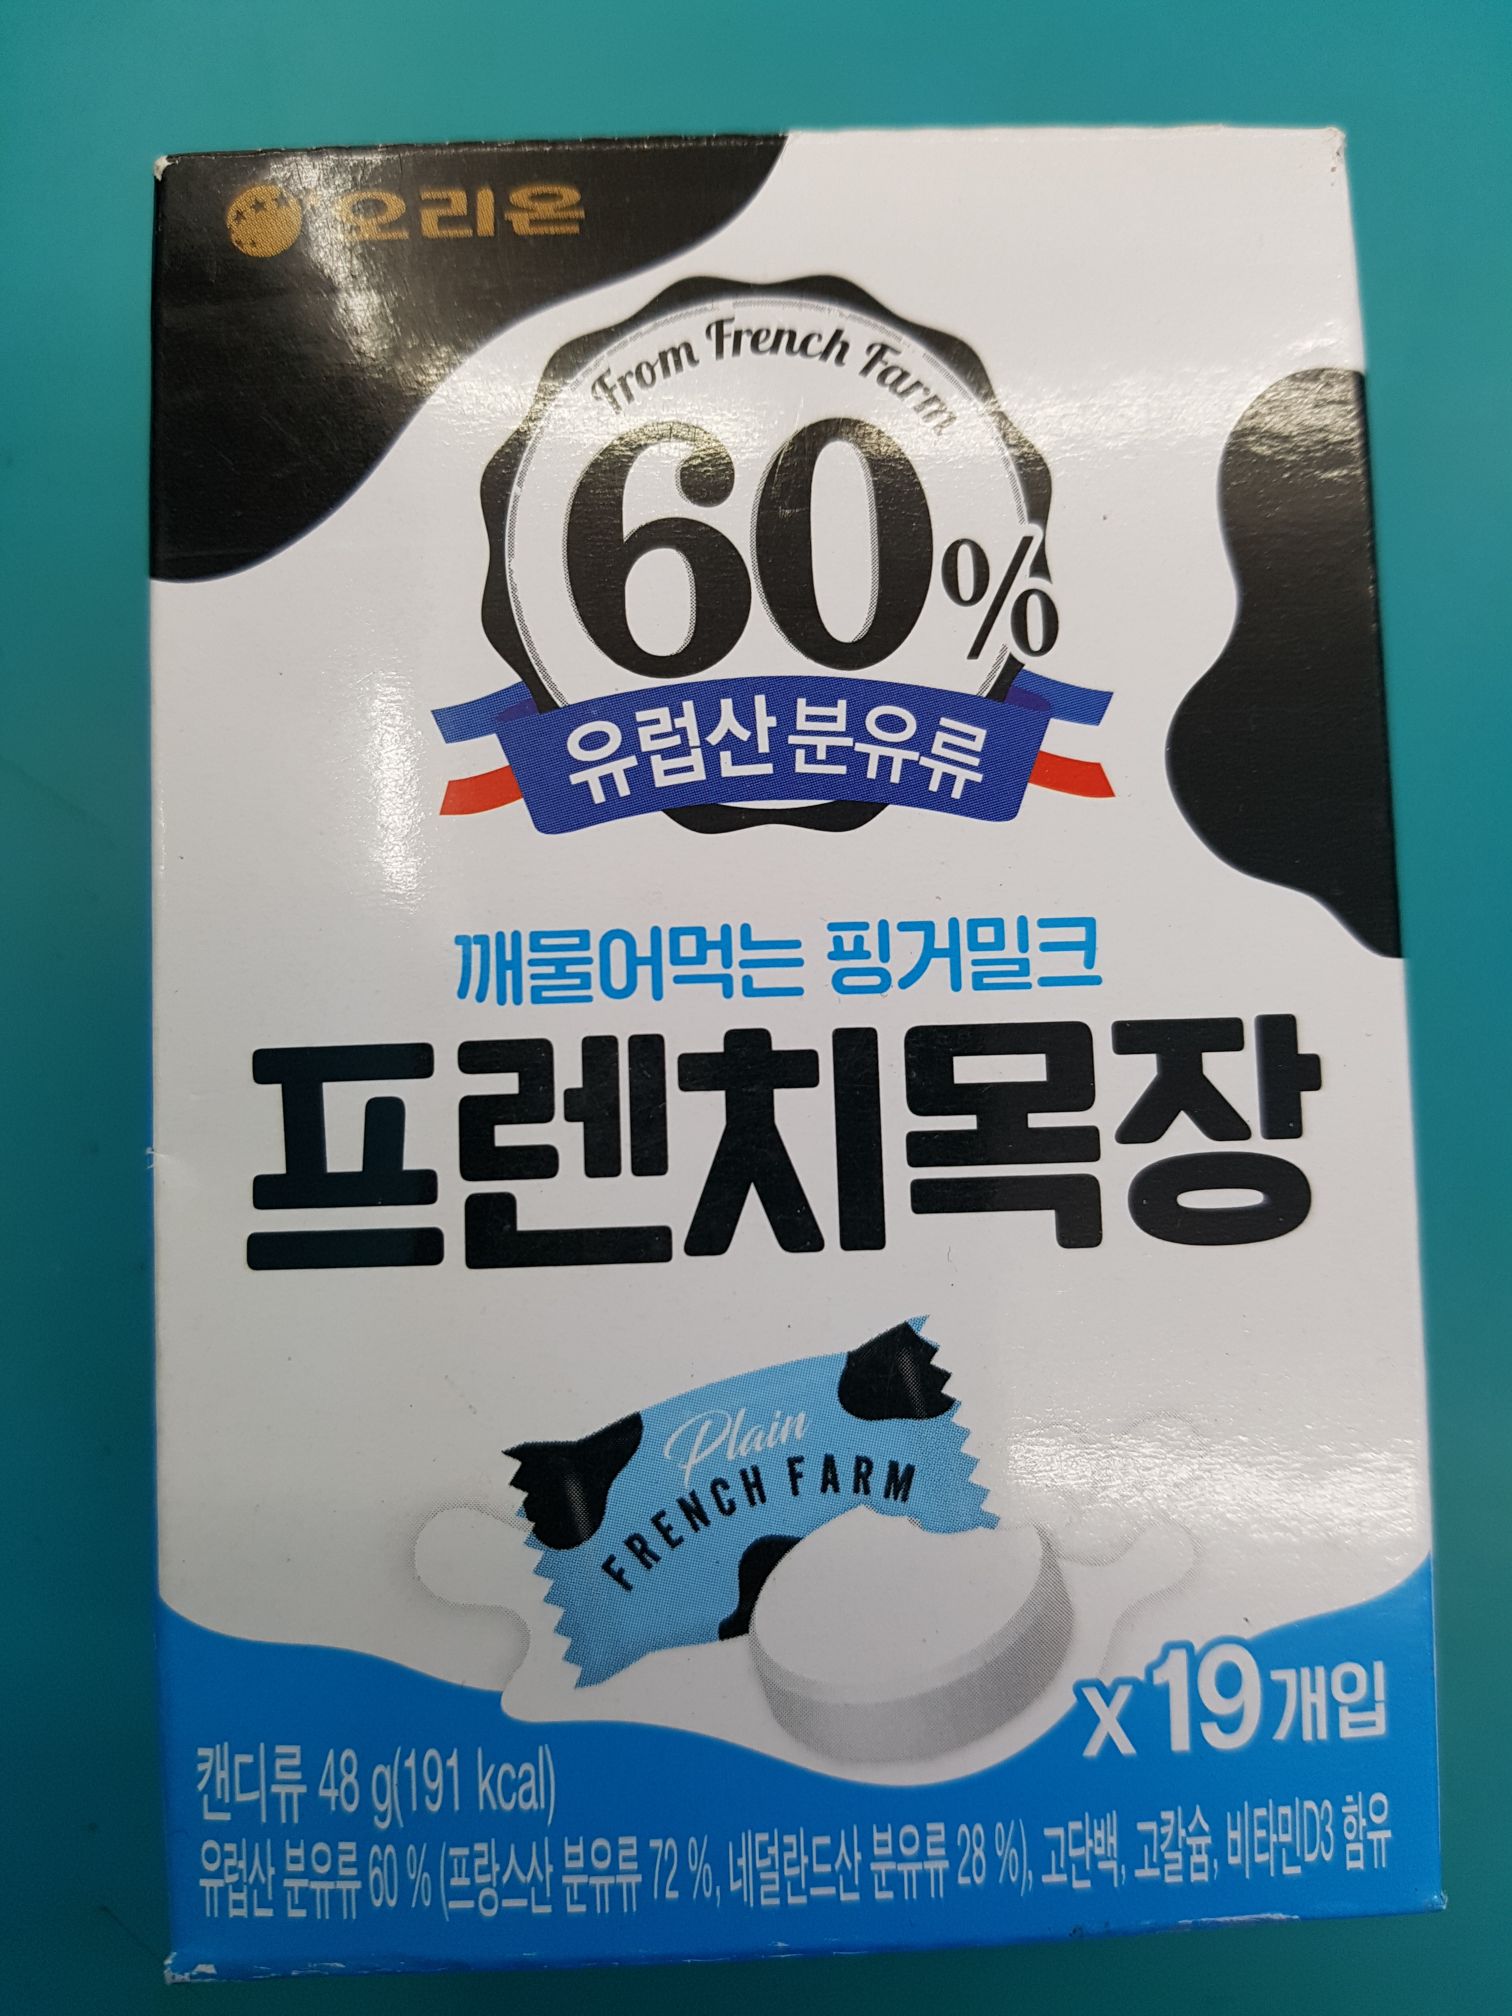 오리온
From French Farm
60%
유럽산 분유류
깨물어먹는 핑거밀크
프렌치목장
Plain
FRENCH FARM
x19개입
캔디류 48 g(191 kcal)
유럽산 분유류 60 % (프랑스산 분유류 72 %, 네덜란드산 분유류 28 %), 고단백, 고칼슘, 비타민D3 함유